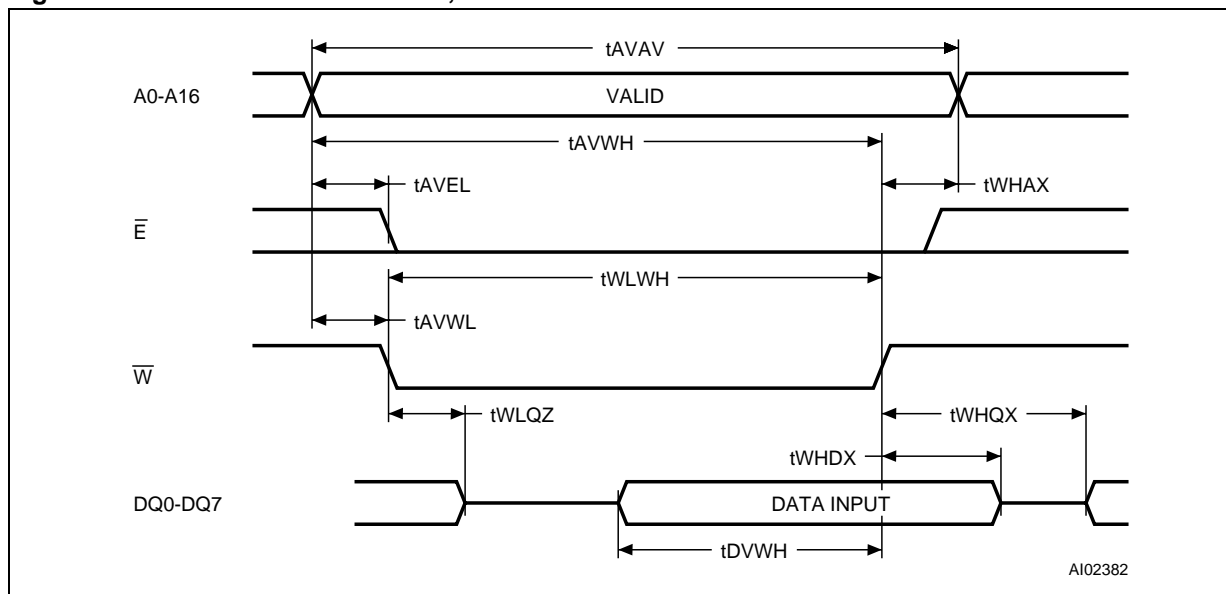 tAVAV
A0-A16
VALID
tAVWH
tAVEL
tWHAX
E̅
tWLWH
tAVWL
W̅
tWLQZ
tWHQX
tWHDX
DQ0-DQ7
DATA INPUT
tDVWH
AI02382